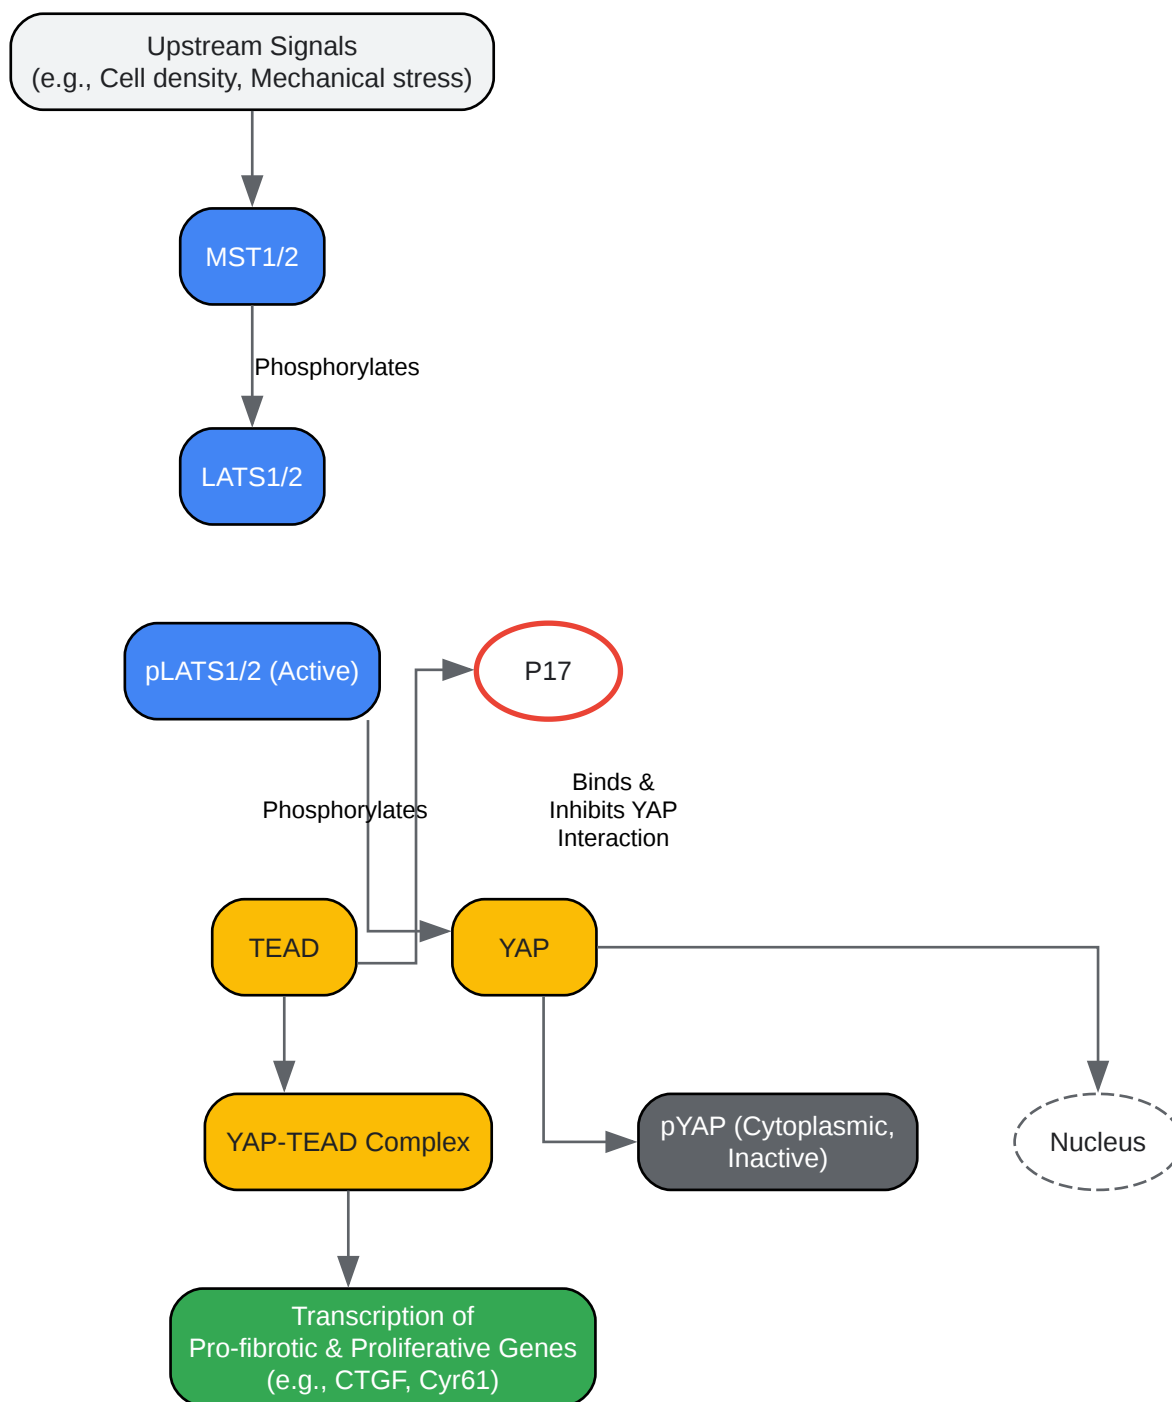 Upstream Signals
(e.g., Cell density, Mechanical stress)
MST1/2
Phosphorylates
LATS1/2
pLATS1/2 (Active)
P17
Phosphorylates
Binds &
Inhibits YAP
Interaction
TEAD
YAP
YAP-TEAD Complex
pYAP (Cytoplasmic,
Inactive)
Nucleus
Transcription of
Pro-fibrotic & Proliferative Genes
(e.g., CTGF, Cyr61)